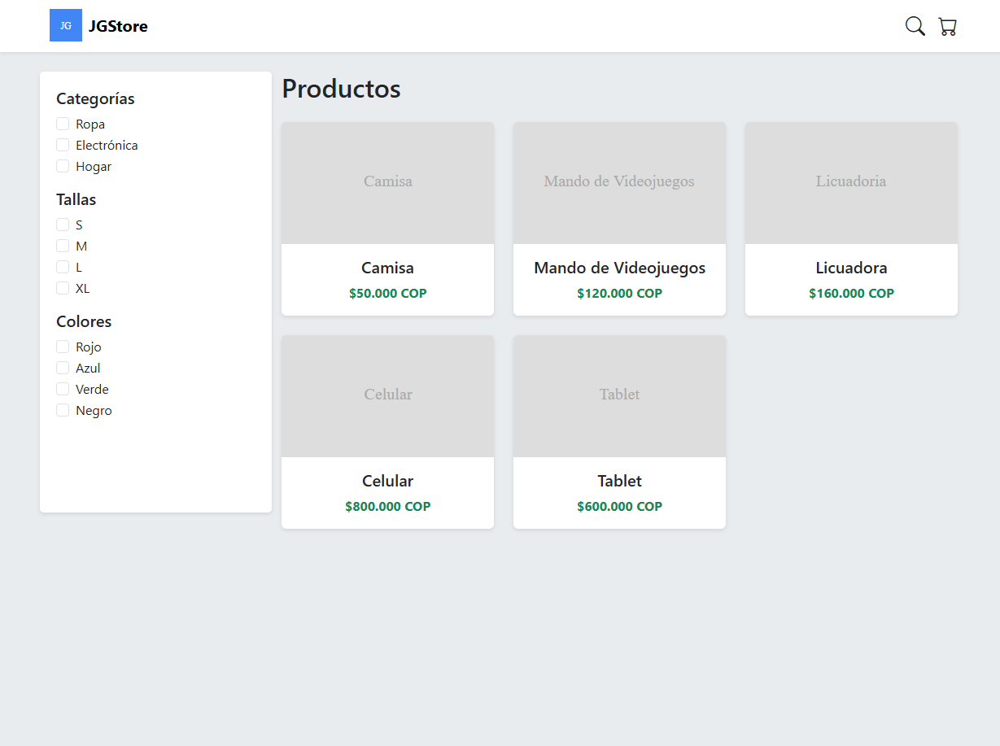 JG JGStore
Categorías
Ropa
Electrónica
Hogar
Tallas
S
M
L
XL
Colores
Rojo
Azul
Verde
Negro
Productos
Camisa
Camisa
$50.000 COP
Mando de Videojuegos
Mando de Videojuegos
$120.000 COP
Licuadoria
Licuadora
$160.000 COP
Celular
Celular
$800.000 COP
Tablet
Tablet
$600.000 COP